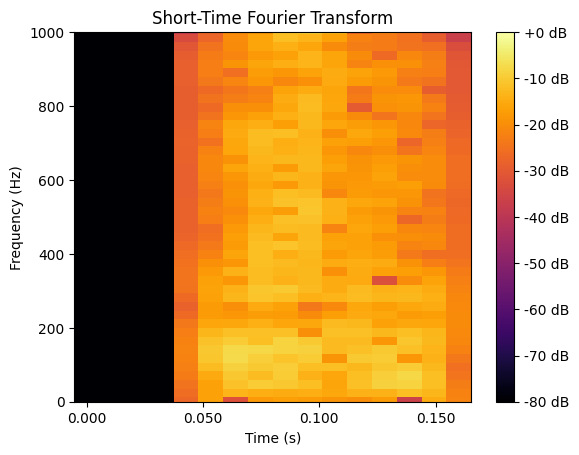 Short-Time Fourier Transform
1000
800
600
400
200
0
Frequency (Hz)
0.000
0.050
0.100
0.150
Time (s)
+0 dB
-10 dB
-20 dB
-30 dB
-40 dB
-50 dB
-60 dB
-70 dB
-80 dB